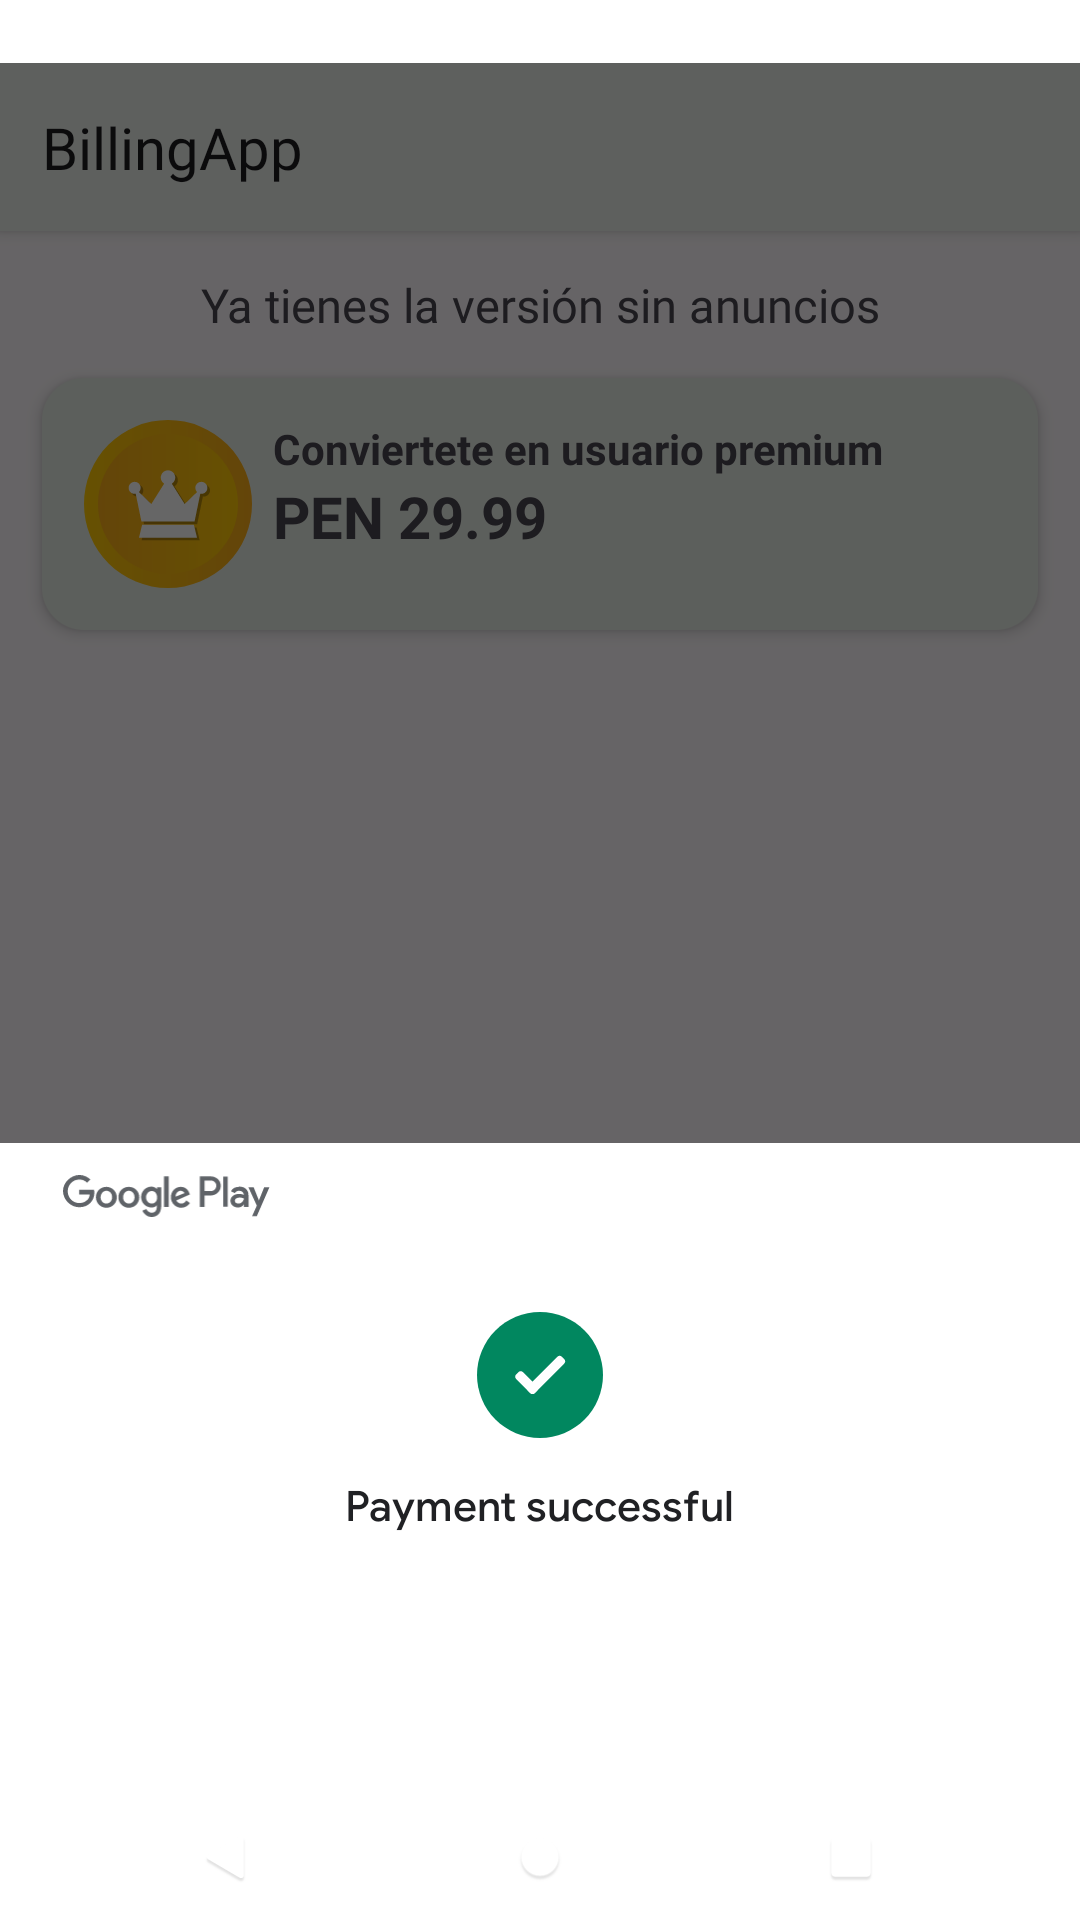 BillingApp
Ya tienes la versión sin anuncios
Conviertete en usuario premium
PEN 29.99
Google Play
Payment successful